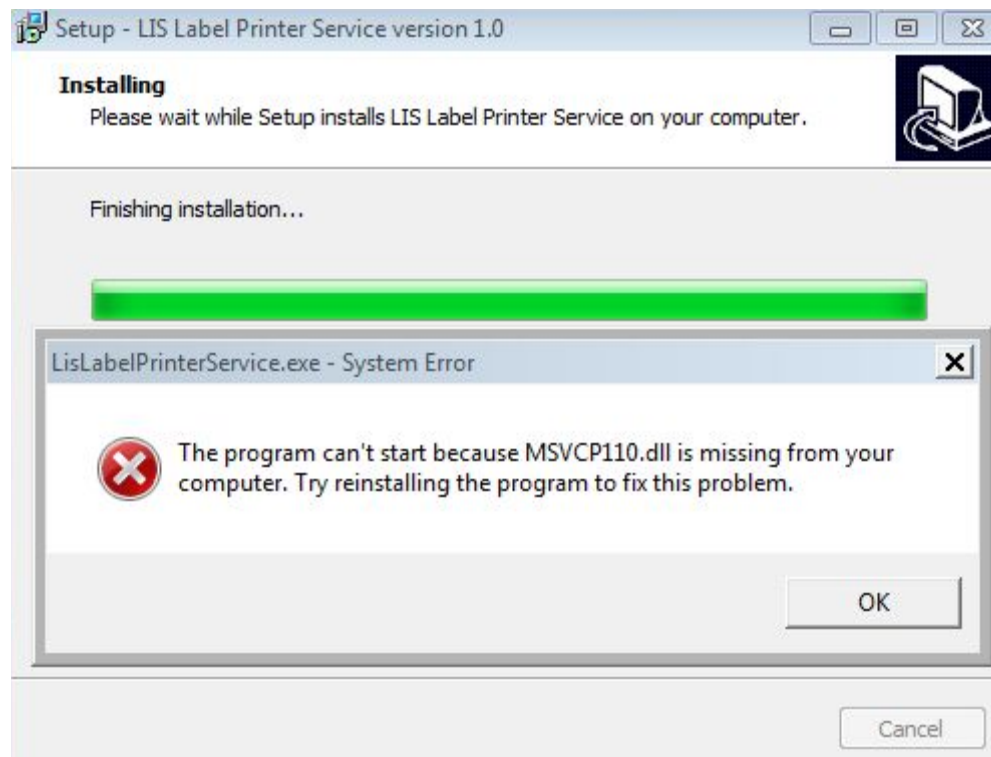 Setup - LIS Label Printer Service version 1.0
Installing
Please wait while Setup installs LIS Label Printer Service on your computer.
Finishing installation...
LisLabelPrinterService.exe - System Error
The program can't start because MSVCP110.dll is missing from your
computer. Try reinstalling the program to fix this problem.
OK
Cancel